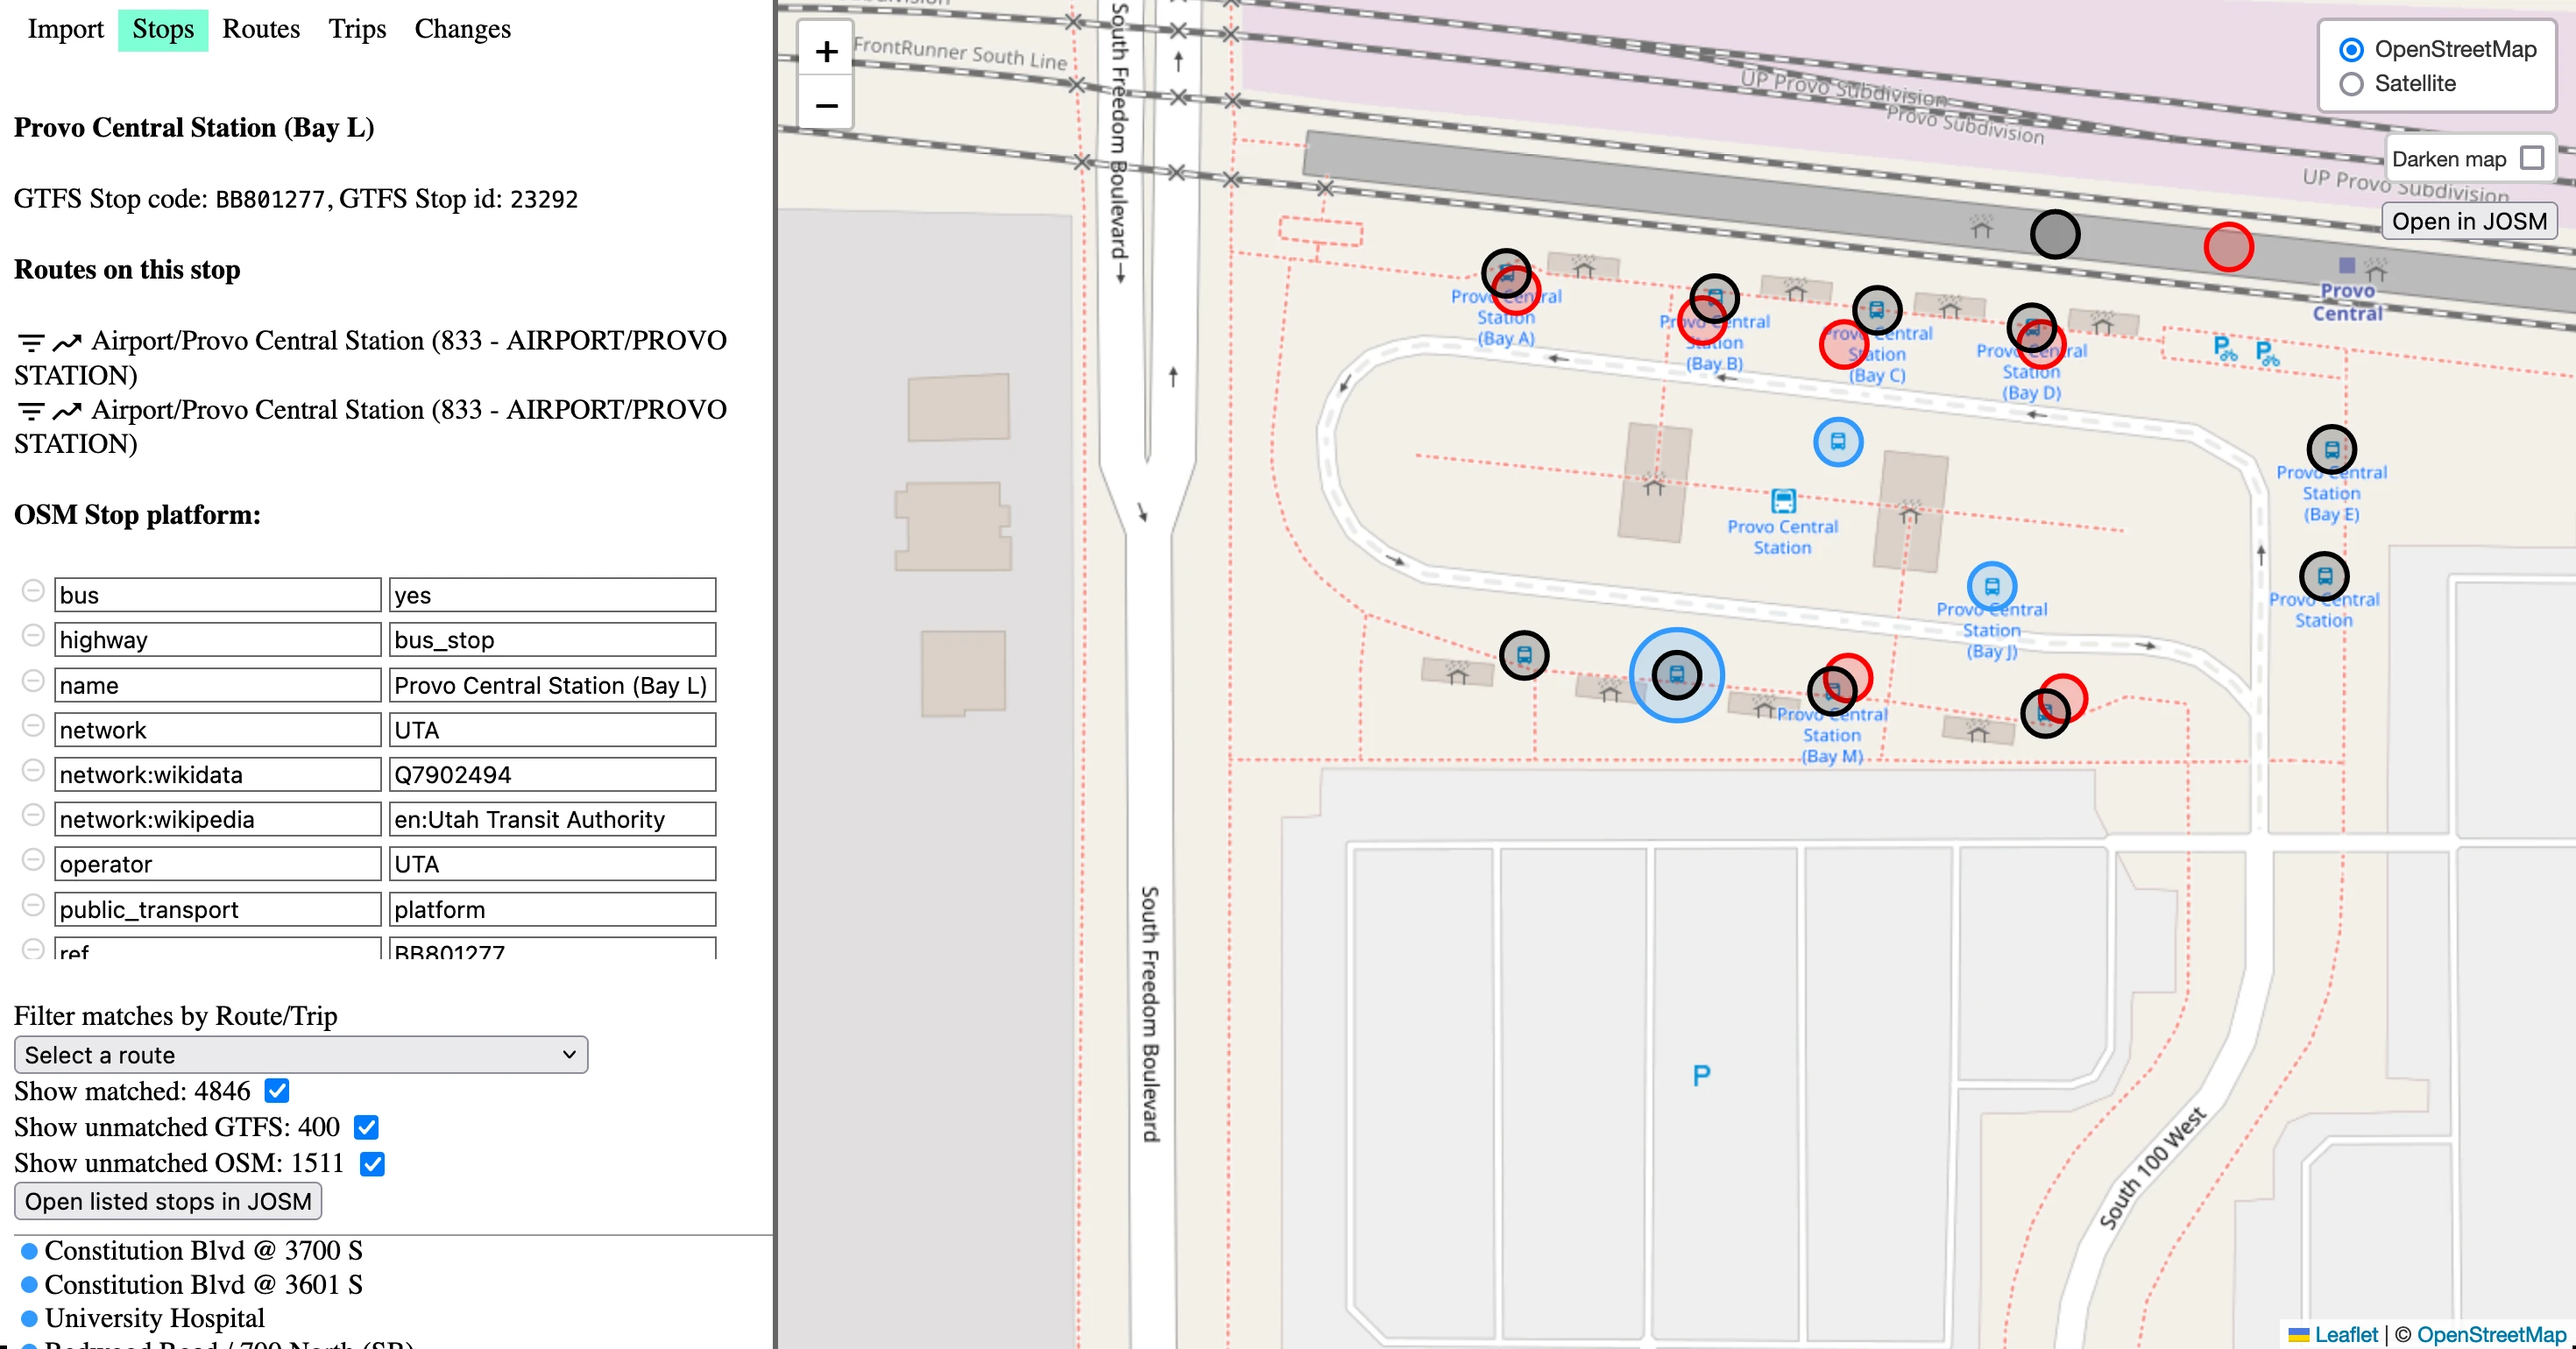 Import Stops Routes Trips Changes
Provo Central Station (Bay L)
GTFS Stop code: BB801277, GTFS Stop id: 23292
Routes on this stop
Airport/Provo Central Station (833 - AIRPORT/PROVO
STATION)
Airport/Provo Central Station (833 - AIRPORT/PROVO
STATION)
OSM Stop platform:
bus yes
highway bus_stop
name Provo Central Station (Bay L)
network UTA
network:wikidata Q7902494
network:wikipedia en:Utah Transit Authority
operator UTA
public_transport platform
ref BB801277
Filter matches by Route/Trip
Select a route
Show matched: 4846
Show unmatched GTFS: 400
Show unmatched OSM: 1511
Open listed stops in JOSM
Constitution Blvd @ 3700 S
Constitution Blvd @ 3601 S
University Hospital
Redwood Road / 700 North (SB)
+
−
FrontRunner South Line
South Freedom Boulevard
UP Provo Subdivision
Provo Subdivision
UP Provo Subdivision
OpenStreetMap
Satellite
Darken map
Open in JOSM
Provo
Central
Provo Central
Station
(Bay A)
Provo Central
Station
(Bay B)
Provo Central
Station
(Bay C)
Provo Central
Station
(Bay D)
Provo Central
Station
(Bay E)
Provo Central
Station
Provo Central
Station
Provo Central
Station
(Bay J)
Provo Central
Station
(Bay M)
South Freedom Boulevard
P
South 100 West
Leaflet | © OpenStreetMap